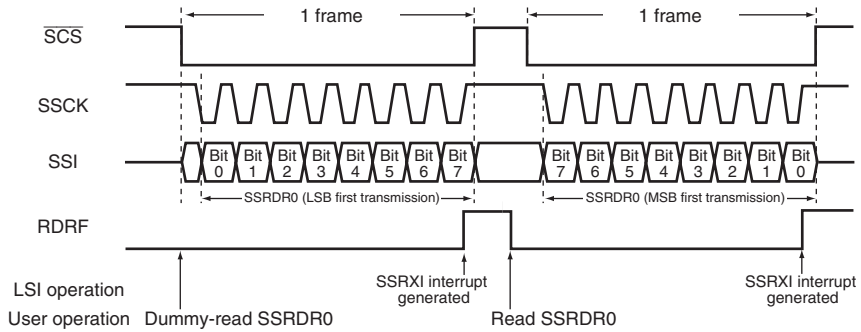 1 frame 1 frame
SCS
SSCK
SSI Bit 0 Bit 1 Bit 2 Bit 3 Bit 4 Bit 5 Bit 6 Bit 7 Bit 7 Bit 6 Bit 5 Bit 4 Bit 3 Bit 2 Bit 1 Bit 0
SSRDR0 (LSB first transmission) SSRDR0 (MSB first transmission)
RDRF
LSI operation
SSRXI interrupt
generated
SSRXI interrupt
generated
User operation Dummy-read SSRDR0 Read SSRDR0